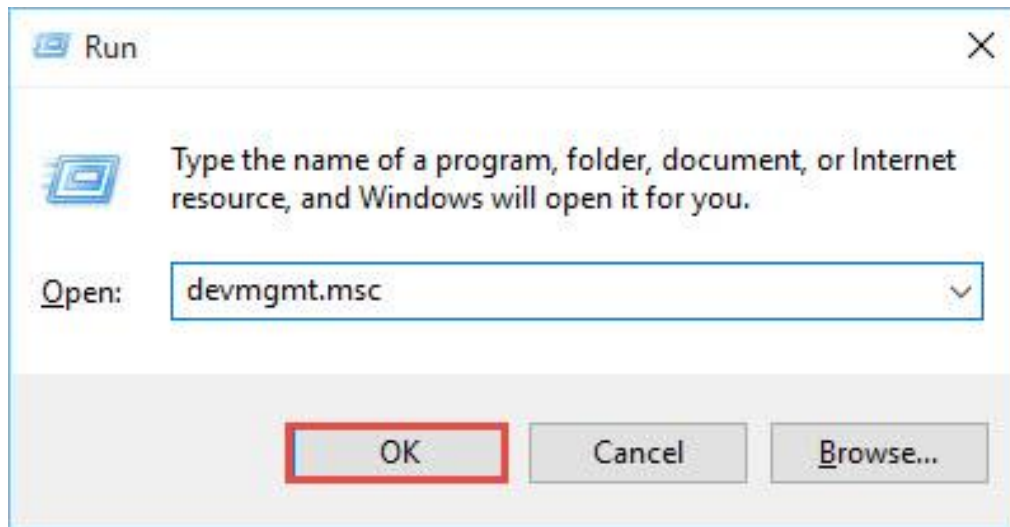 Run
Type the name of a program, folder, document, or Internet
resource, and Windows will open it for you.
Open: devmgmt.msc
OK Cancel Browse...